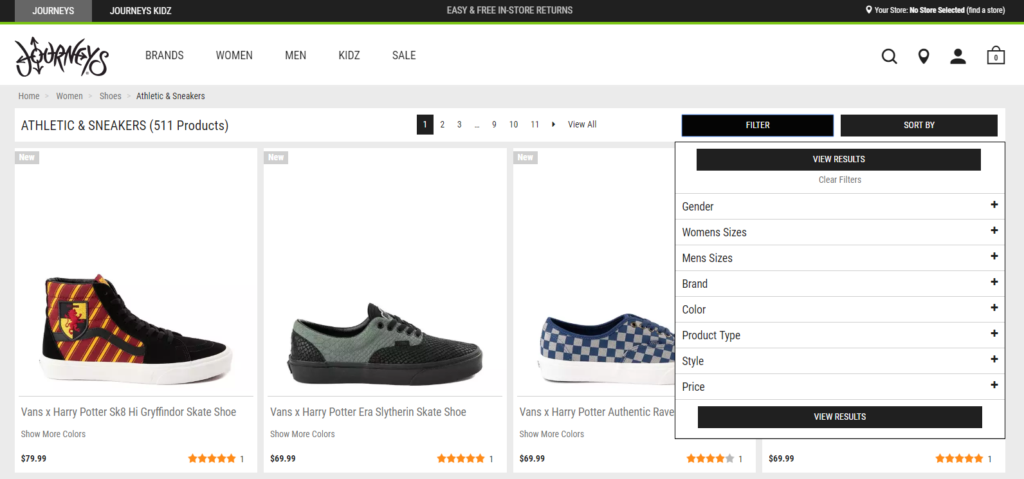 JOURNEYS JOURNEYS KIDZ EASY & FREE IN-STORE RETURNS Your Store: No Store Selected (find a store)
JOURNEYS BRANDS WOMEN MEN KIDZ SALE 0
Home Women Shoes Athletic & Sneakers
ATHLETIC & SNEAKERS (511 Products) 1 2 3 ... 9 10 11 View All FILTER SORT BY
New New New
VIEW RESULTS
Clear Filters
Gender +
Womens Sizes +
Mens Sizes +
Brand +
Color +
Product Type +
Style +
Price +
VIEW RESULTS
Vans x Harry Potter Sk8 Hi Gryffindor Skate Shoe
Show More Colors
$79.99 1
Vans x Harry Potter Era Slytherin Skate Shoe
Show More Colors
$69.99 1
Vans x Harry Potter Authentic Rave
Show More Colors
$69.99 1
$69.99 1